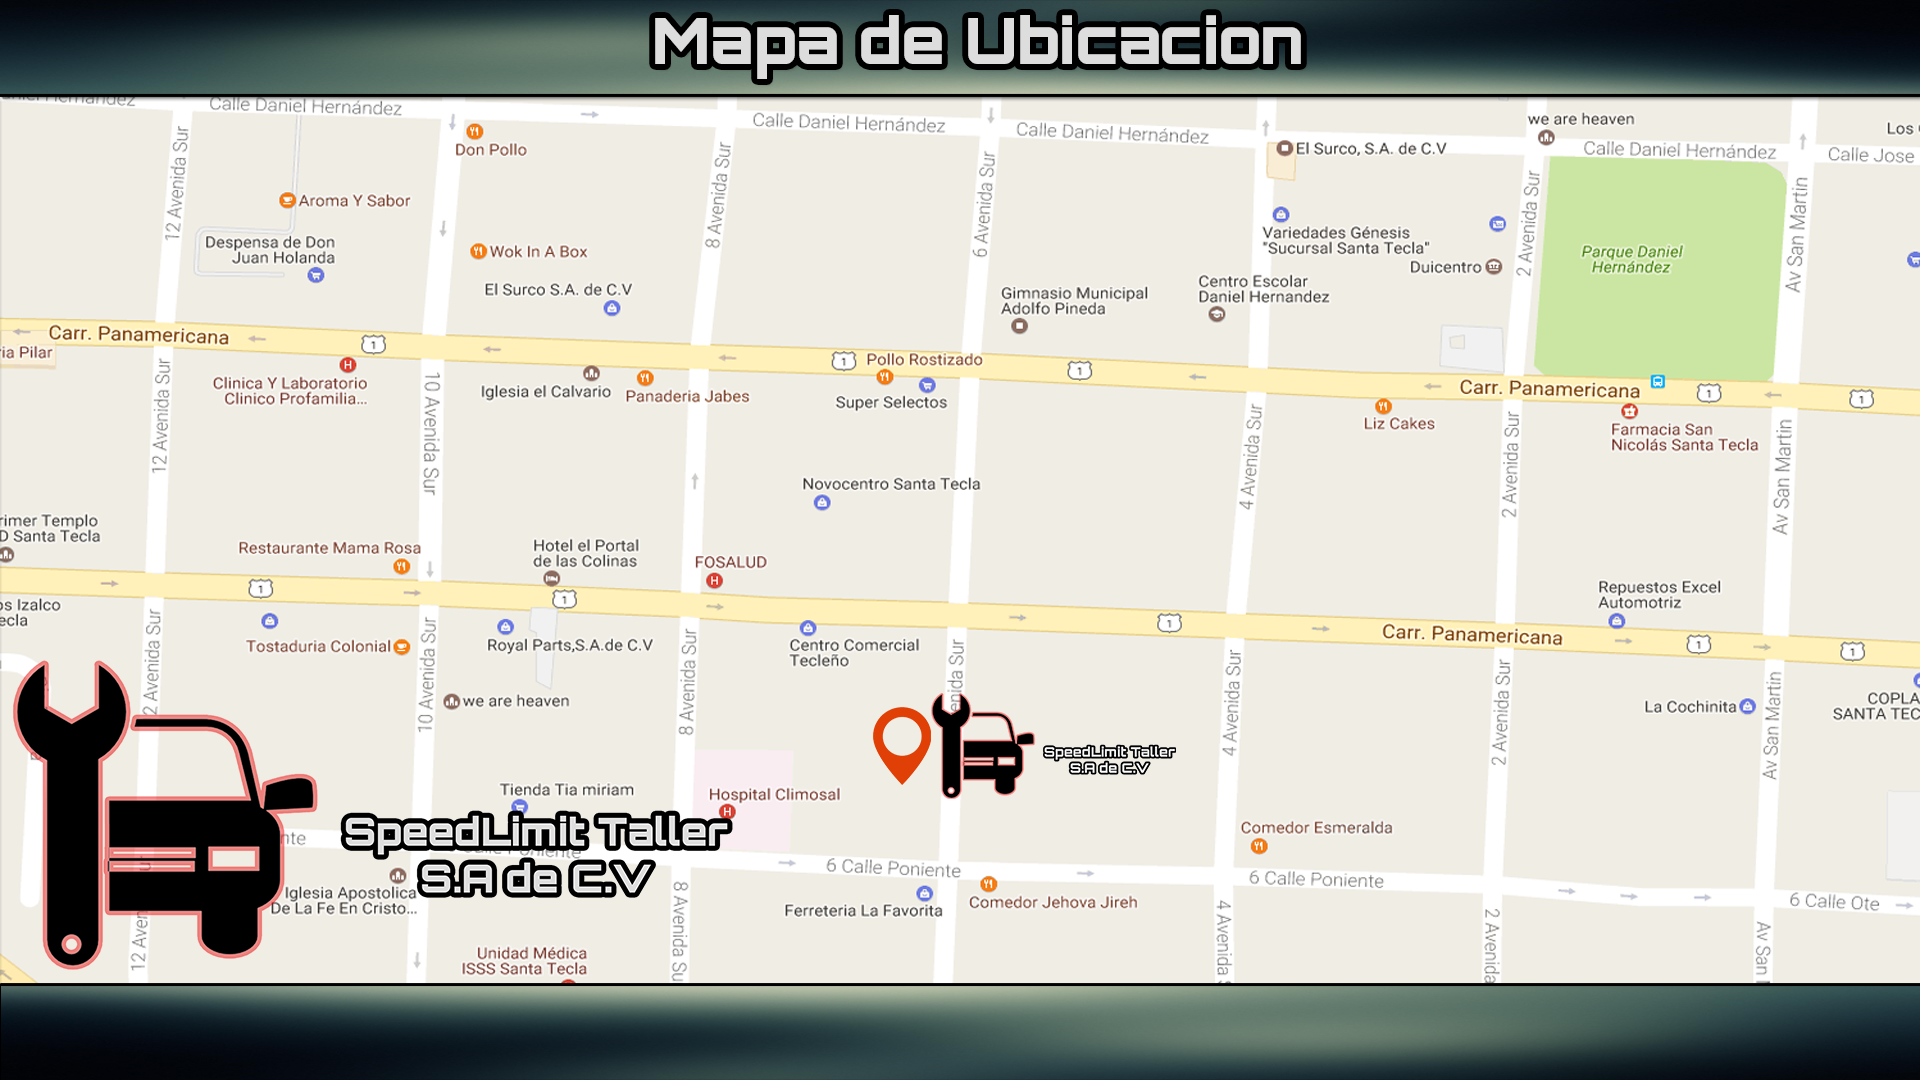 Mapa de Ubicacion
Calle Daniel Hernández
Calle Daniel Hernández
Calle Daniel Hernández
Calle Daniel Hernández
Calle Jose
we are heaven
Los
Don Pollo
El Surco, S.A. de C.V
12 Avenida Sur
8 Avenida Sur
6 Avenida Sur
2 Avenida Sur
Av San Martin
Aroma Y Sabor
Despensa de Don
Juan Holanda
Wok In A Box
El Surco S.A. de C.V
Variedades Génesis
"Sucursal Santa Tecla"
Duicentro
Parque Daniel
Hernández
Gimnasio Municipal
Adolfo Pineda
Centro Escolar
Daniel Hernandez
Carr. Panamericana
1
1
1
Carr. Panamericana
1
1
ia Pilar
Clinica Y Laboratorio
Clinico Profamilia...
Iglesia el Calvario
Panaderia Jabes
Pollo Rostizado
Super Selectos
Liz Cakes
Farmacia San
Nicolás Santa Tecla
12 Avenida Sur
10 Avenida Sur
4 Avenida Sur
2 Avenida Sur
Av San Martin
Novocentro Santa Tecla
rimer Templo
D Santa Tecla
Restaurante Mama Rosa
Hotel el Portal
de las Colinas
FOSALUD
Repuestos Excel
Automotriz
1
1
1
Carr. Panamericana
1
1
os Izalco
ecla
Tostaduria Colonial
Royal Parts,S.A.de C.V
Centro Comercial
Tecleño
we are heaven
La Cochinita
COPLA
SANTA TEC
2 Avenida Sur
10 Avenida Sur
8 Avenida Sur
enida Sur
4 Avenida Sur
2 Avenida Sur
Av San Martin
SpeedLimit Taller
S.A de C.V
Tienda Tia miriam
Hospital Climosal
Comedor Esmeralda
SpeedLimit Taller
S.A de C.V
nte
6 Calle Poniente
6 Calle Poniente
6 Calle Ote
Iglesia Apostolica
De La Fe En Cristo...
Ferreteria La Favorita
Comedor Jehova Jireh
Unidad Médica
ISSS Santa Tecla
12 Aven
8 Avenida Su
4 Avenida S
2 Avenida
Av San